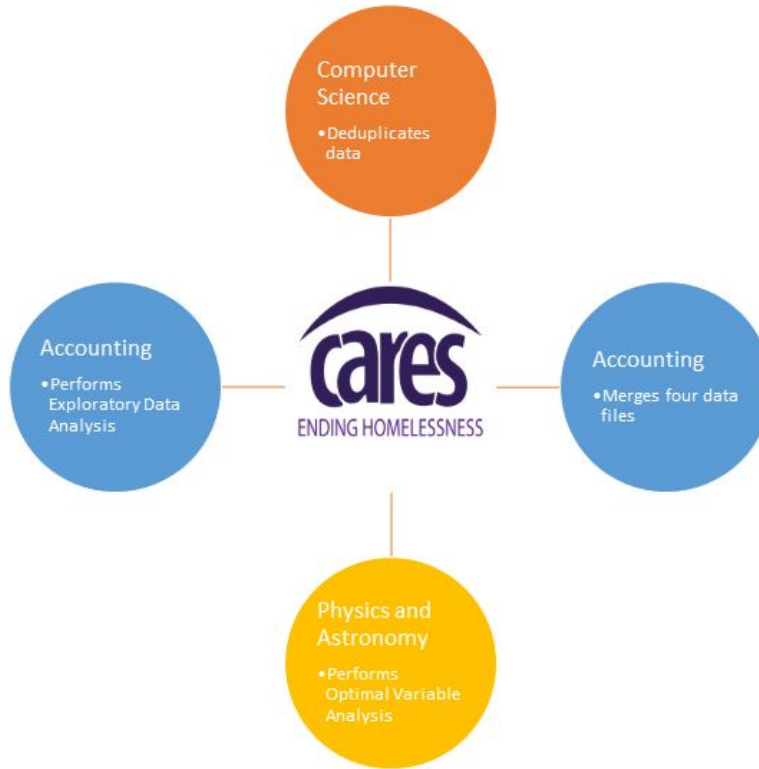 Computer
Science
•Deduplicates
data
Accounting
•Performs
Exploratory Data
Analysis
cares
ENDING HOMELESSNESS
Accounting
•Merges four data
files
Physics and
Astronomy
•Performs
Optimal Variable
Analysis